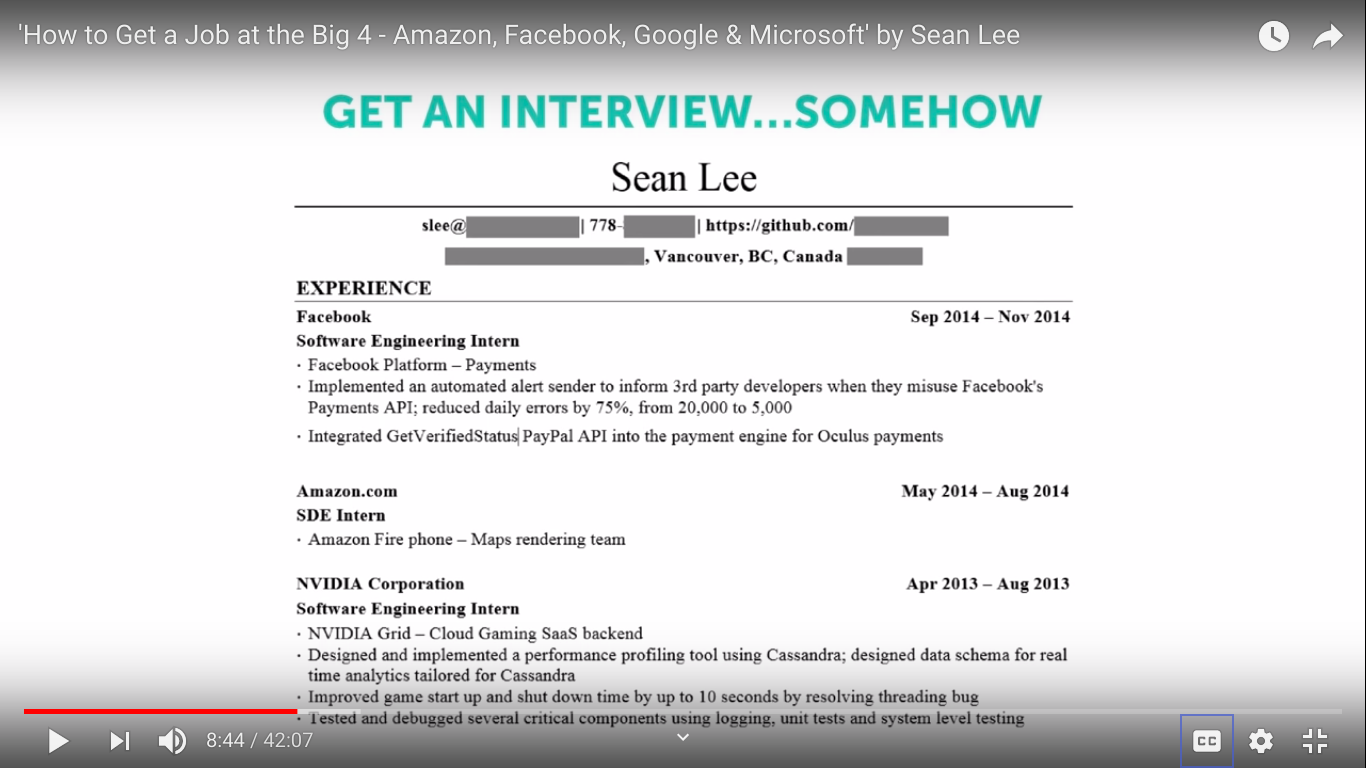 'How to Get a Job at the Big 4 - Amazon, Facebook, Google & Microsoft' by Sean Lee
GET AN INTERVIEW...SOMEHOW
Sean Lee
slee@ | 778- | https://github.com/
, Vancouver, BC, Canada
EXPERIENCE
Facebook Sep 2014 – Nov 2014
Software Engineering Intern
· Facebook Platform – Payments
· Implemented an automated alert sender to inform 3rd party developers when they misuse Facebook's
Payments API; reduced daily errors by 75%, from 20,000 to 5,000
· Integrated GetVerifiedStatus PayPal API into the payment engine for Oculus payments
Amazon.com May 2014 – Aug 2014
SDE Intern
· Amazon Fire phone – Maps rendering team
NVIDIA Corporation Apr 2013 – Aug 2013
Software Engineering Intern
· NVIDIA Grid – Cloud Gaming SaaS backend
· Designed and implemented a performance profiling tool using Cassandra; designed data schema for real
time analytics tailored for Cassandra
· Improved game start up and shut down time by up to 10 seconds by resolving threading bug
· Tested and debugged several critical components using logging, unit tests and system level testing
8:44 / 42:07
CC